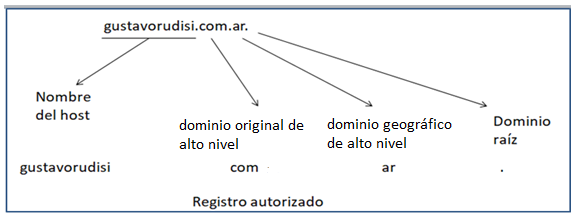 gustavorudisi.com.ar.
Nombre
del host
dominio original de
alto nivel
dominio geográfico
de alto nivel
Dominio
raíz
gustavorudisi com ar .
Registro autorizado